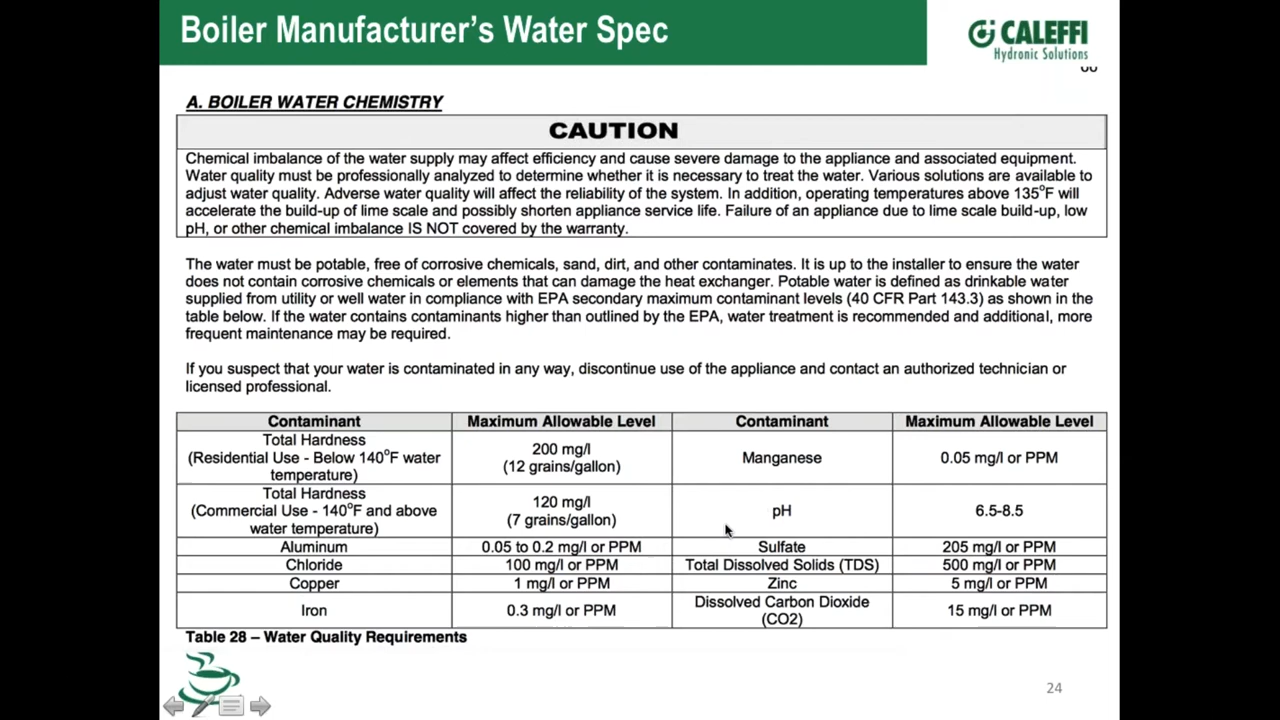 Boiler Manufacturer's Water Spec
CALEFFI
Hydronic Solutions
A. BOILER WATER CHEMISTRY
CAUTION
Chemical imbalance of the water supply may affect efficiency and cause severe damage to the appliance and associated equipment.
Water quality must be professionally analyzed to determine whether it is necessary to treat the water. Various solutions are available to
adjust water quality. Adverse water quality will affect the reliability of the system. In addition, operating temperatures above 135°F will
accelerate the build-up of lime scale and possibly shorten appliance service life. Failure of an appliance due to lime scale build-up, low
pH, or other chemical imbalance IS NOT covered by the warranty.
The water must be potable, free of corrosive chemicals, sand, dirt, and other contaminates. It is up to the installer to ensure the water
does not contain corrosive chemicals or elements that can damage the heat exchanger. Potable water is defined as drinkable water
supplied from utility or well water in compliance with EPA secondary maximum contaminant levels (40 CFR Part 143.3) as shown in the
table below. If the water contains contaminants higher than outlined by the EPA, water treatment is recommended and additional, more
frequent maintenance may be required.
If you suspect that your water is contaminated in any way, discontinue use of the appliance and contact an authorized technician or
licensed professional.
Contaminant Maximum Allowable Level Contaminant Maximum Allowable Level
Total Hardness
(Residential Use - Below 140°F water
temperature)
200 mg/l
(12 grains/gallon)
Manganese
0.05 mg/l or PPM
Total Hardness
(Commercial Use - 140°F and above
water temperature)
120 mg/l
(7 grains/gallon)
pH
6.5-8.5
Aluminum 0.05 to 0.2 mg/l or PPM Sulfate 205 mg/l or PPM
Chloride 100 mg/l or PPM Total Dissolved Solids (TDS) 500 mg/l or PPM
Copper 1 mg/l or PPM Zinc 5 mg/l or PPM
Iron 0.3 mg/l or PPM
Dissolved Carbon Dioxide
(CO2)
15 mg/l or PPM
Table 28 – Water Quality Requirements
24